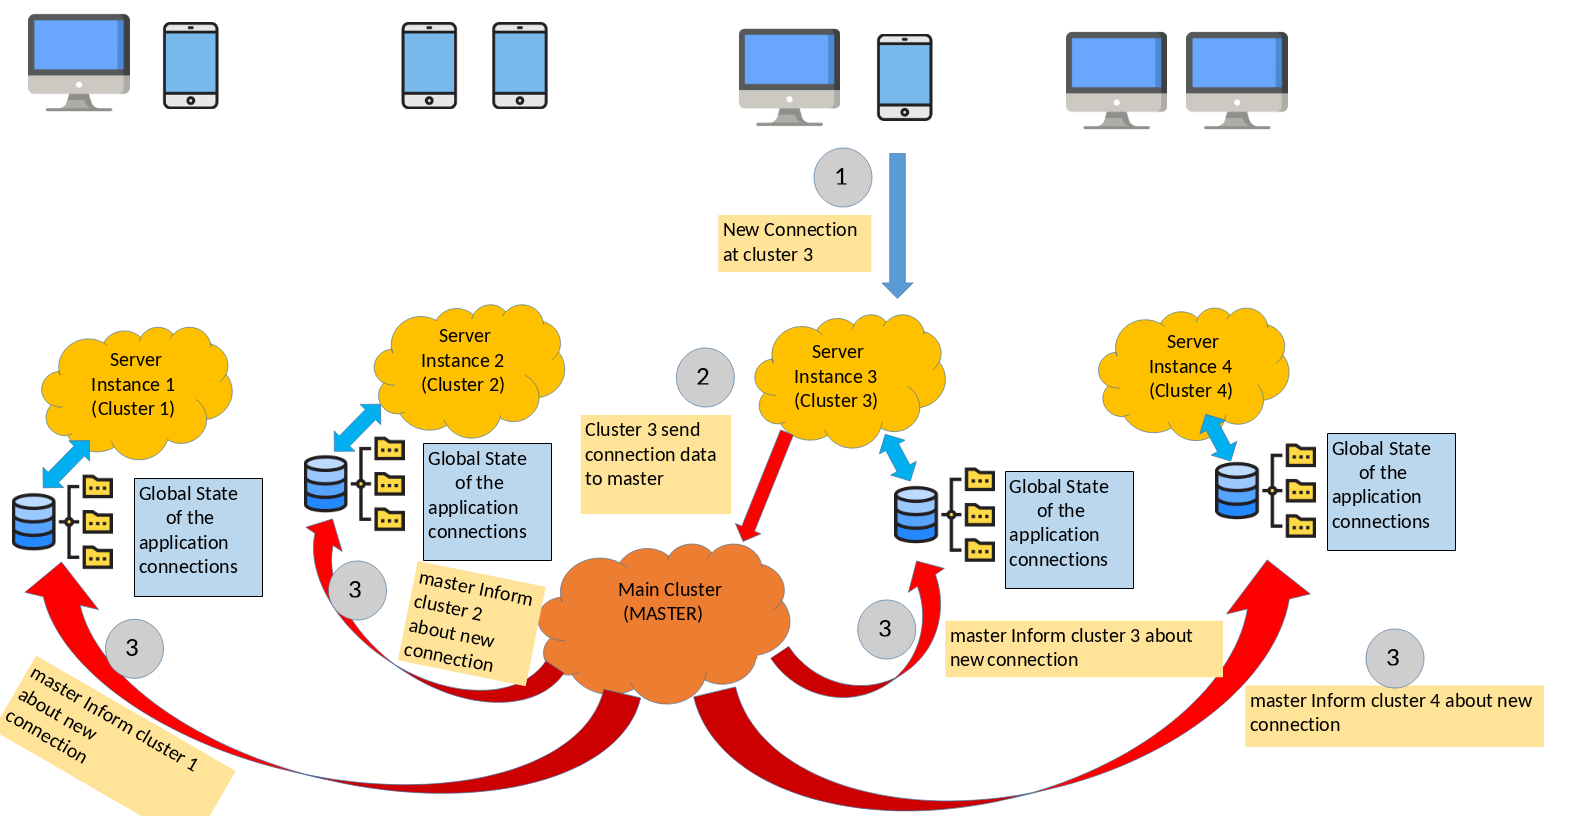 1
New Connection
at cluster 3
Server
Instance 1
(Cluster 1)
Server
Instance 2
(Cluster 2)
Server
Instance 3
(Cluster 3)
Server
Instance 4
(Cluster 4)
2
Cluster 3 send
connection data
to master
Global State
of the
application
connections
Global State
of the
application
connections
Global State
of the
application
connections
Global State
of the
application
connections
Main Cluster
(MASTER)
3
master Inform cluster 1
about new
connection
3
master Inform
cluster 2
about new
connection
3
master Inform cluster 3 about
new connection
3
master Inform cluster 4 about new
connection